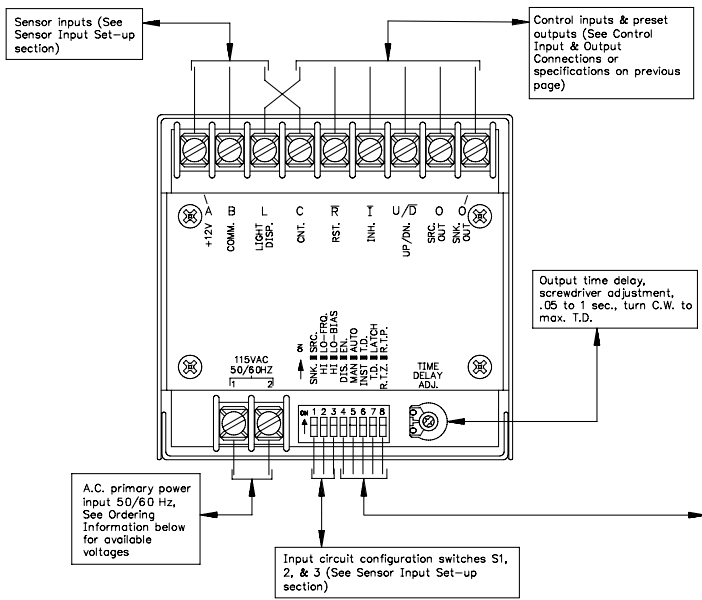 Sensor inputs (See
Sensor Input Set-up
section)
Control inputs & preset
outputs (See Control
Input & Output
Connections or
specifications on previous
page)
A B L C R̅ I̅ U/D̅ O O
+12V
COMM.
LIGHT
DISP.
CNT.
RST.
INH.
UP/DN.
SRC.
OUT
SNK.
OUT
Output time delay,
screwdriver adjustment,
.05 to 1 sec., turn C.W. to
max. T.D.
115VAC
50/60HZ
1 2
ON
SNK. SRC.
HI LO-FRQ.
HI LO-BIAS
DIS. EN.
MAN AUTO
INST T.D.
T.D. LATCH
R.T.Z. R.T.P.
TIME
DELAY
ADJ.
ON 1 2 3 4 5 6 7 8
A.C. primary power
input 50/60 Hz,
See Ordering
Information below
for available
voltages
Input circuit configuration switches S1,
2, & 3 (See Sensor Input Set-up
section)